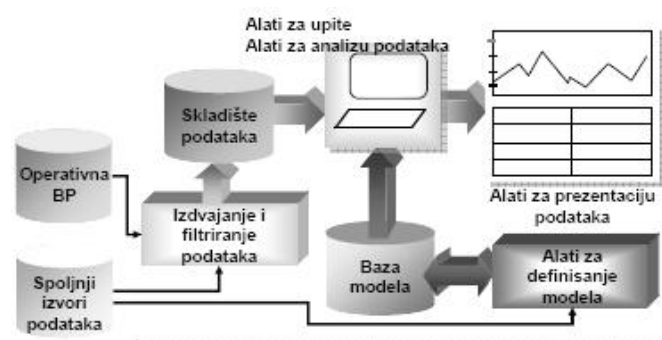 Alati za upite
Alati za analizu podataka
Skladište
podataka
Operativna
BP
Izdvajanje i
filtriranje
podataka
Alati za prezentaciju
podataka
Spoljnji
izvori
podataka
Baza
modela
Alati za
definisanje
modela